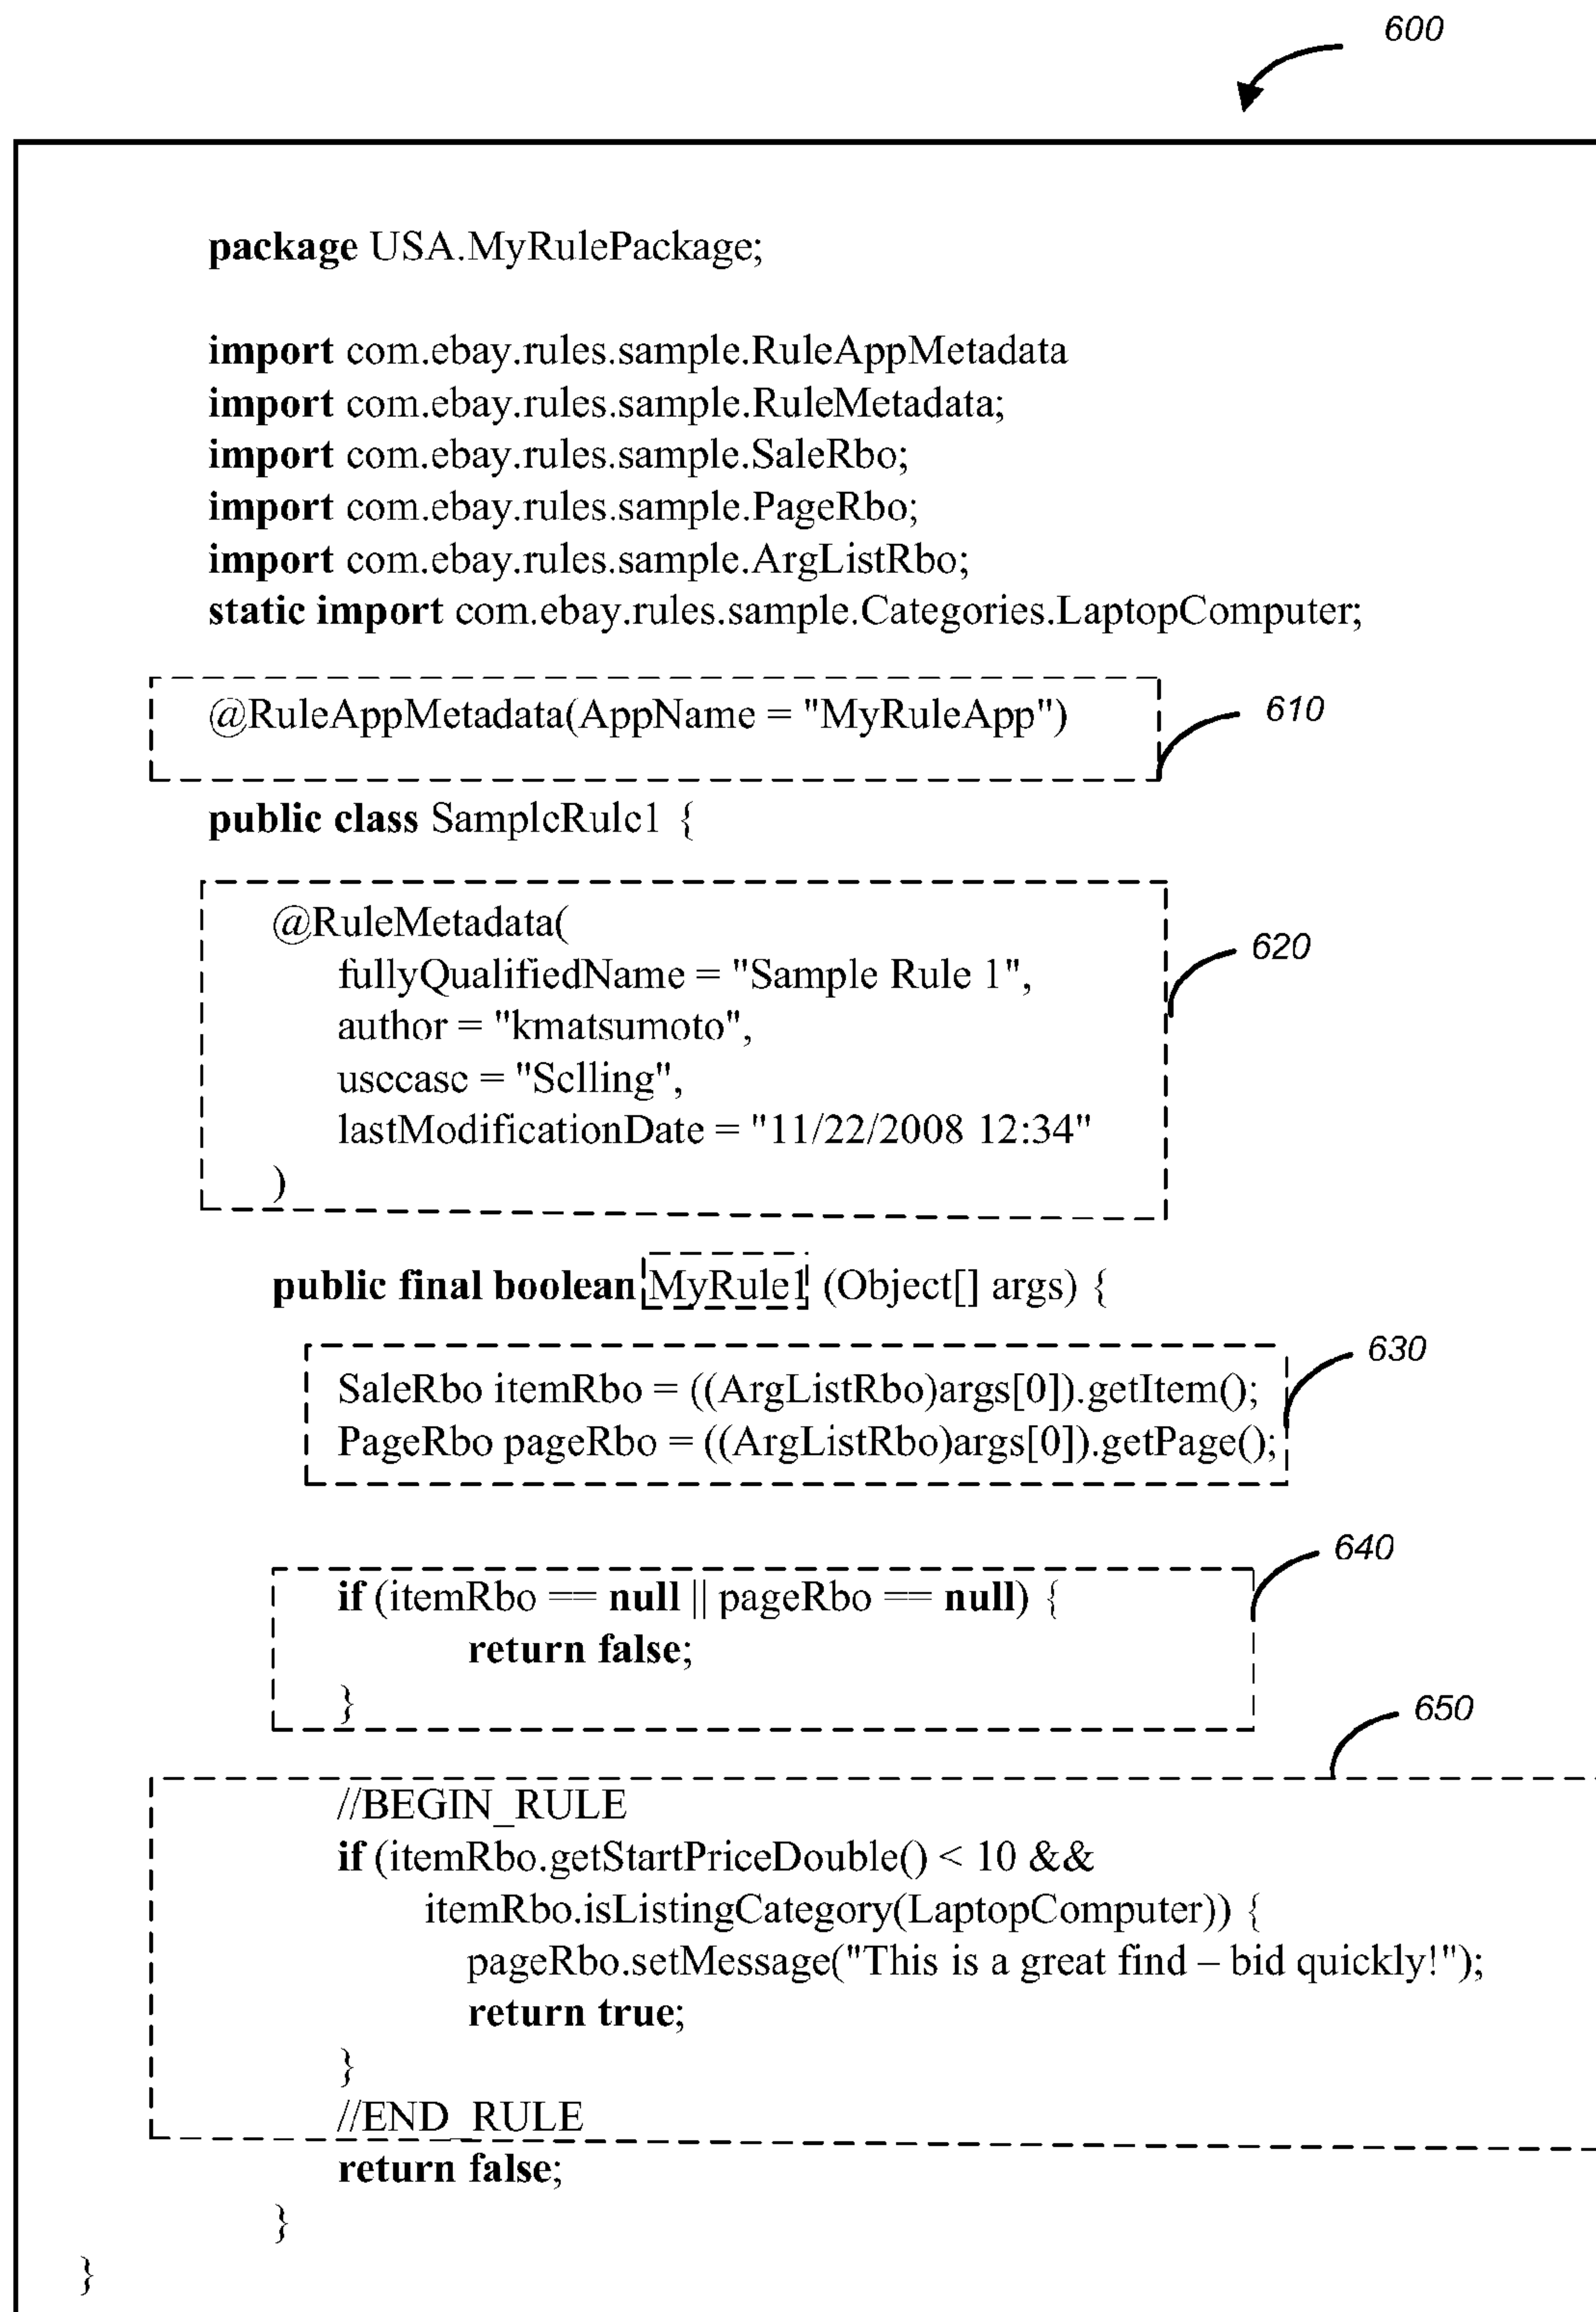 600
package USA.MyRulePackage;
import com.ebay.rules.sample.RuleAppMetadata
import com.ebay.rules.sample.RuleMetadata;
import com.ebay.rules.sample.SaleRbo;
import com.ebay.rules.sample.PageRbo;
import com.ebay.rules.sample.ArgListRbo;
static import com.ebay.rules.sample.Categories.LaptopComputer;
@RuleAppMetadata(AppName = "MyRuleApp") 610
public class SampleRule1 {
@RuleMetadata(
620
fullyQualifiedName = "Sample Rule 1",
author = "kmatsumoto",
usecase = "Selling",
lastModificationDate = "11/22/2008 12:34"
)
public final boolean MyRule1 (Object[] args) {
630
SaleRbo itemRbo = ((ArgListRbo)args[0]).getItem();
PageRbo pageRbo = ((ArgListRbo)args[0]).getPage();
640
if (itemRbo == null || pageRbo == null) {
return false;
}
650
//BEGIN_RULE
if (itemRbo.getStartPriceDouble() < 10 &&
itemRbo.isListingCategory(LaptopComputer)) {
pageRbo.setMessage("This is a great find – bid quickly!");
return true;
}
//END_RULE
return false;
}
}